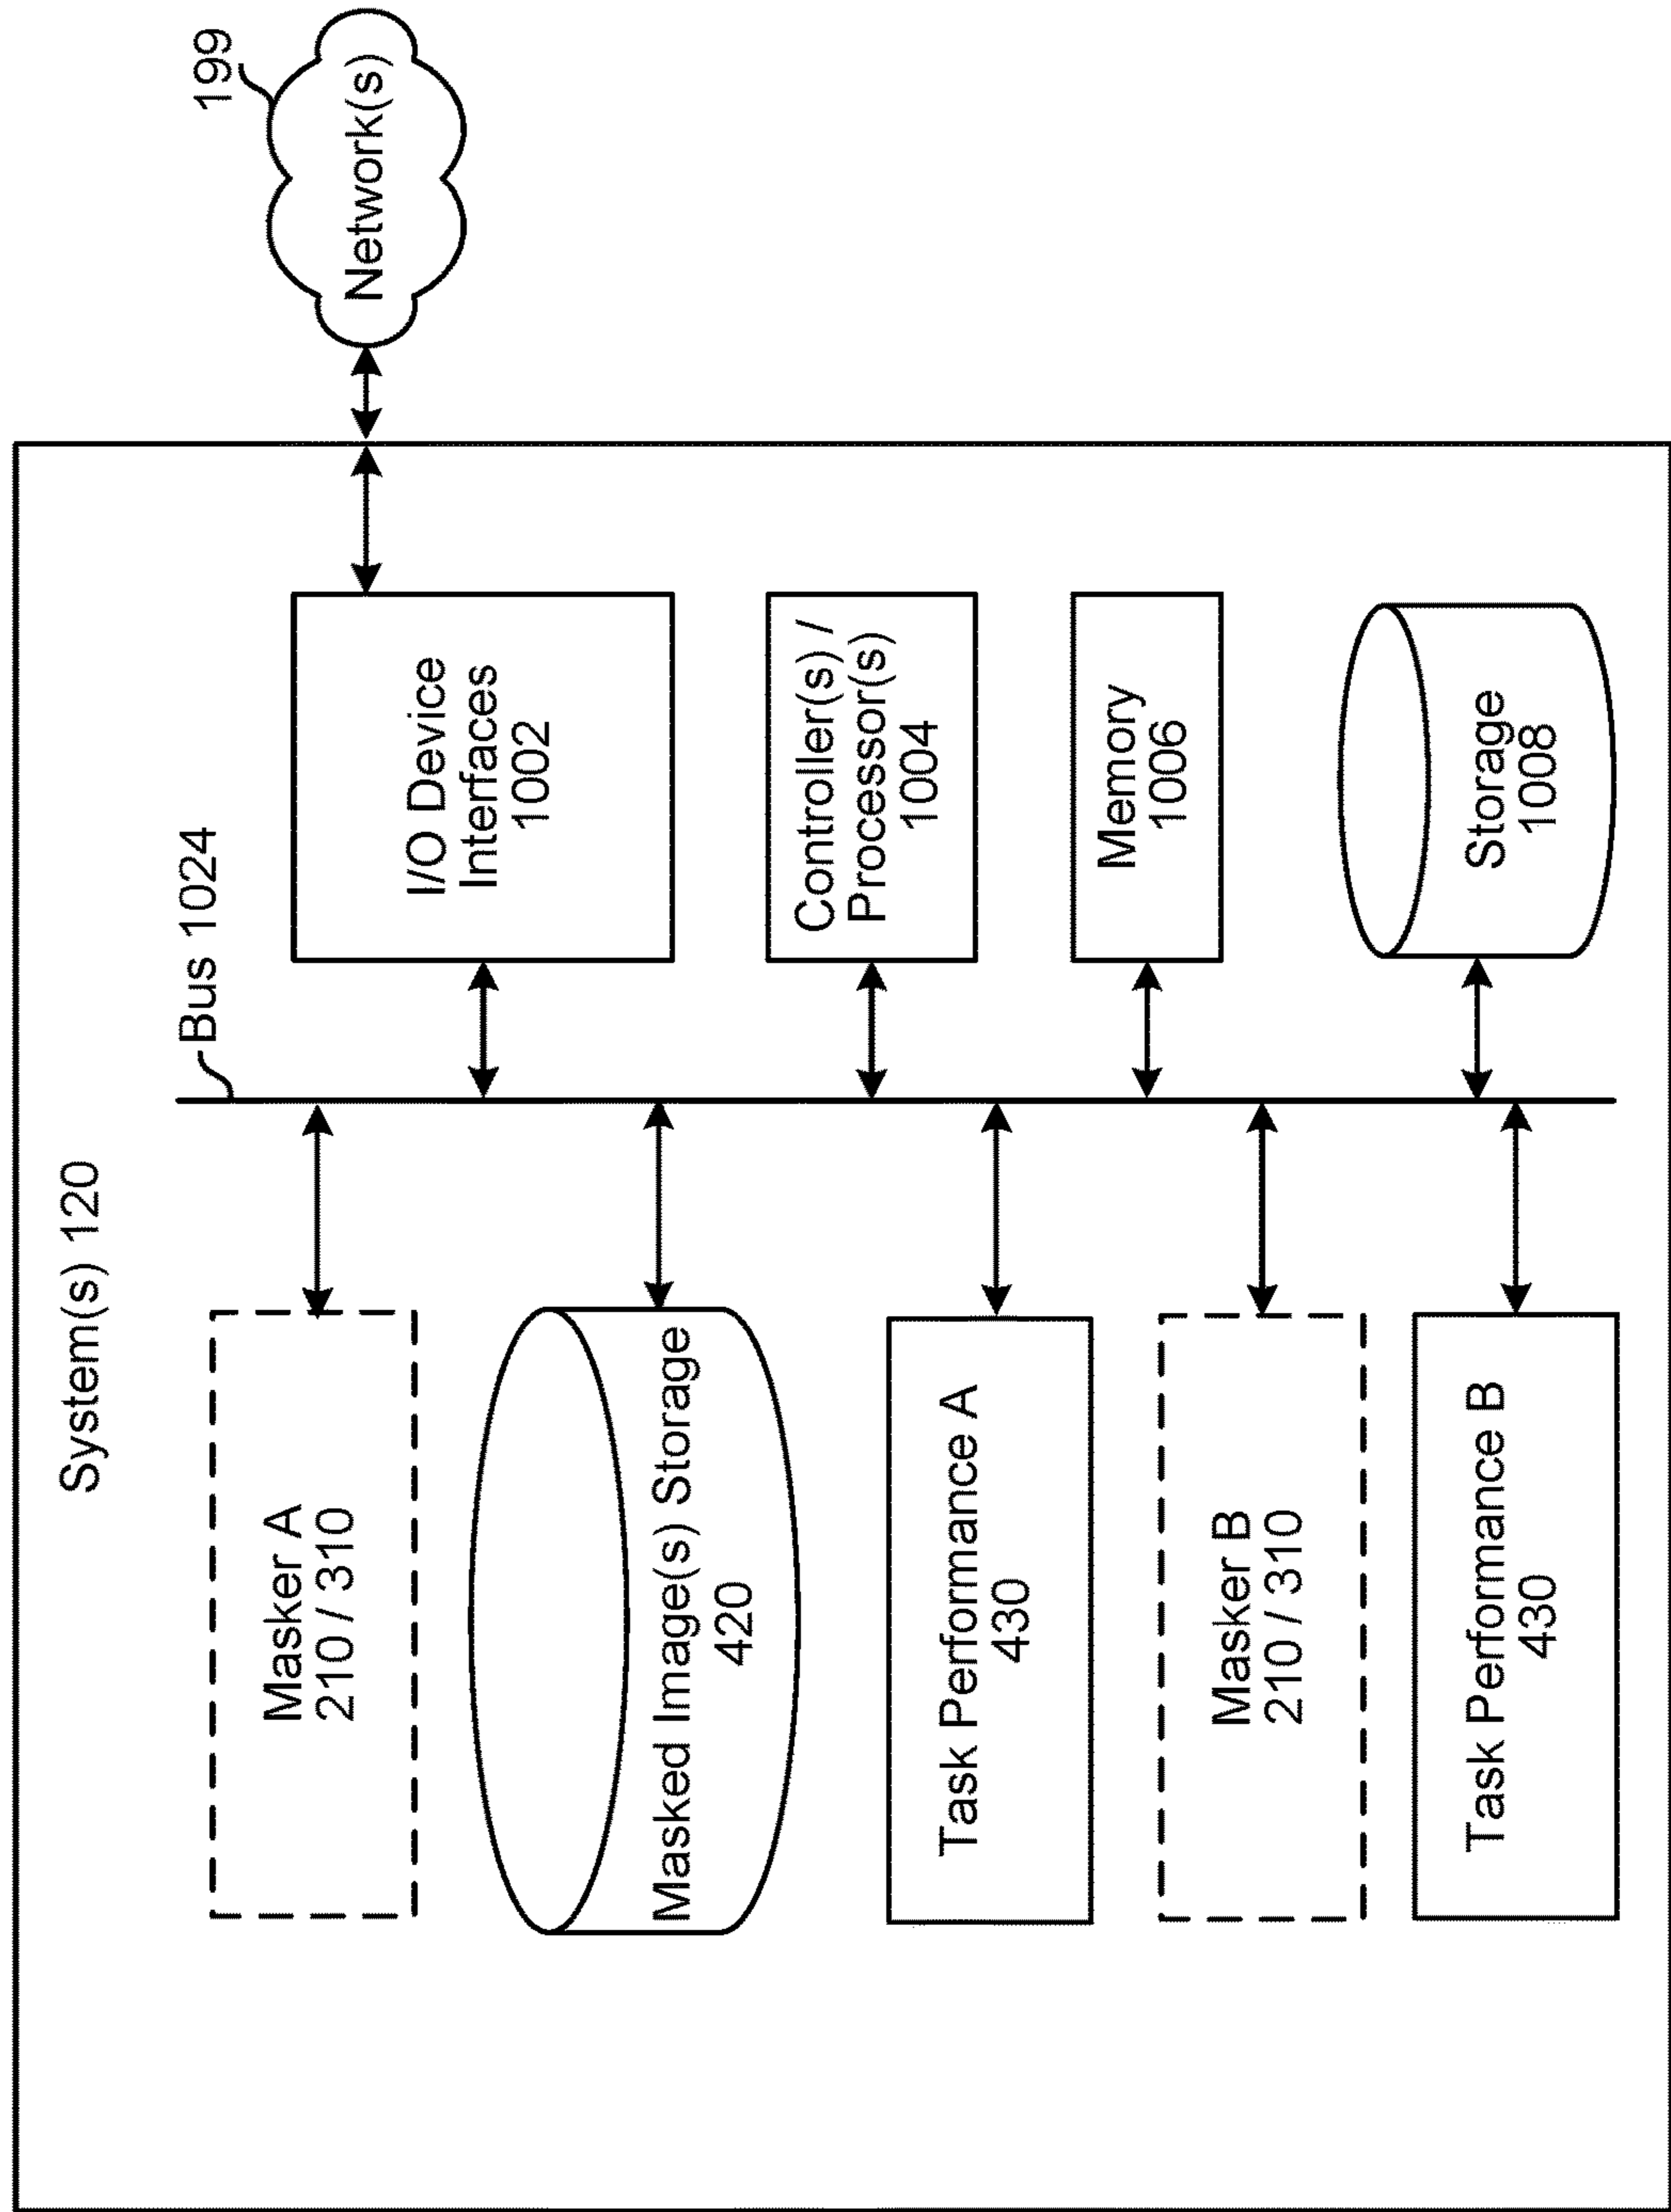 System(s) 120
Bus 1024
199
Network(s)
Masker A
210 / 310
Masked Image(s) Storage
420
Task Performance A
430
Masker B
210 / 310
Task Performance B
430
I/O Device
Interfaces
1002
Controller(s) /
Processor(s)
1004
Memory
1006
Storage
1008